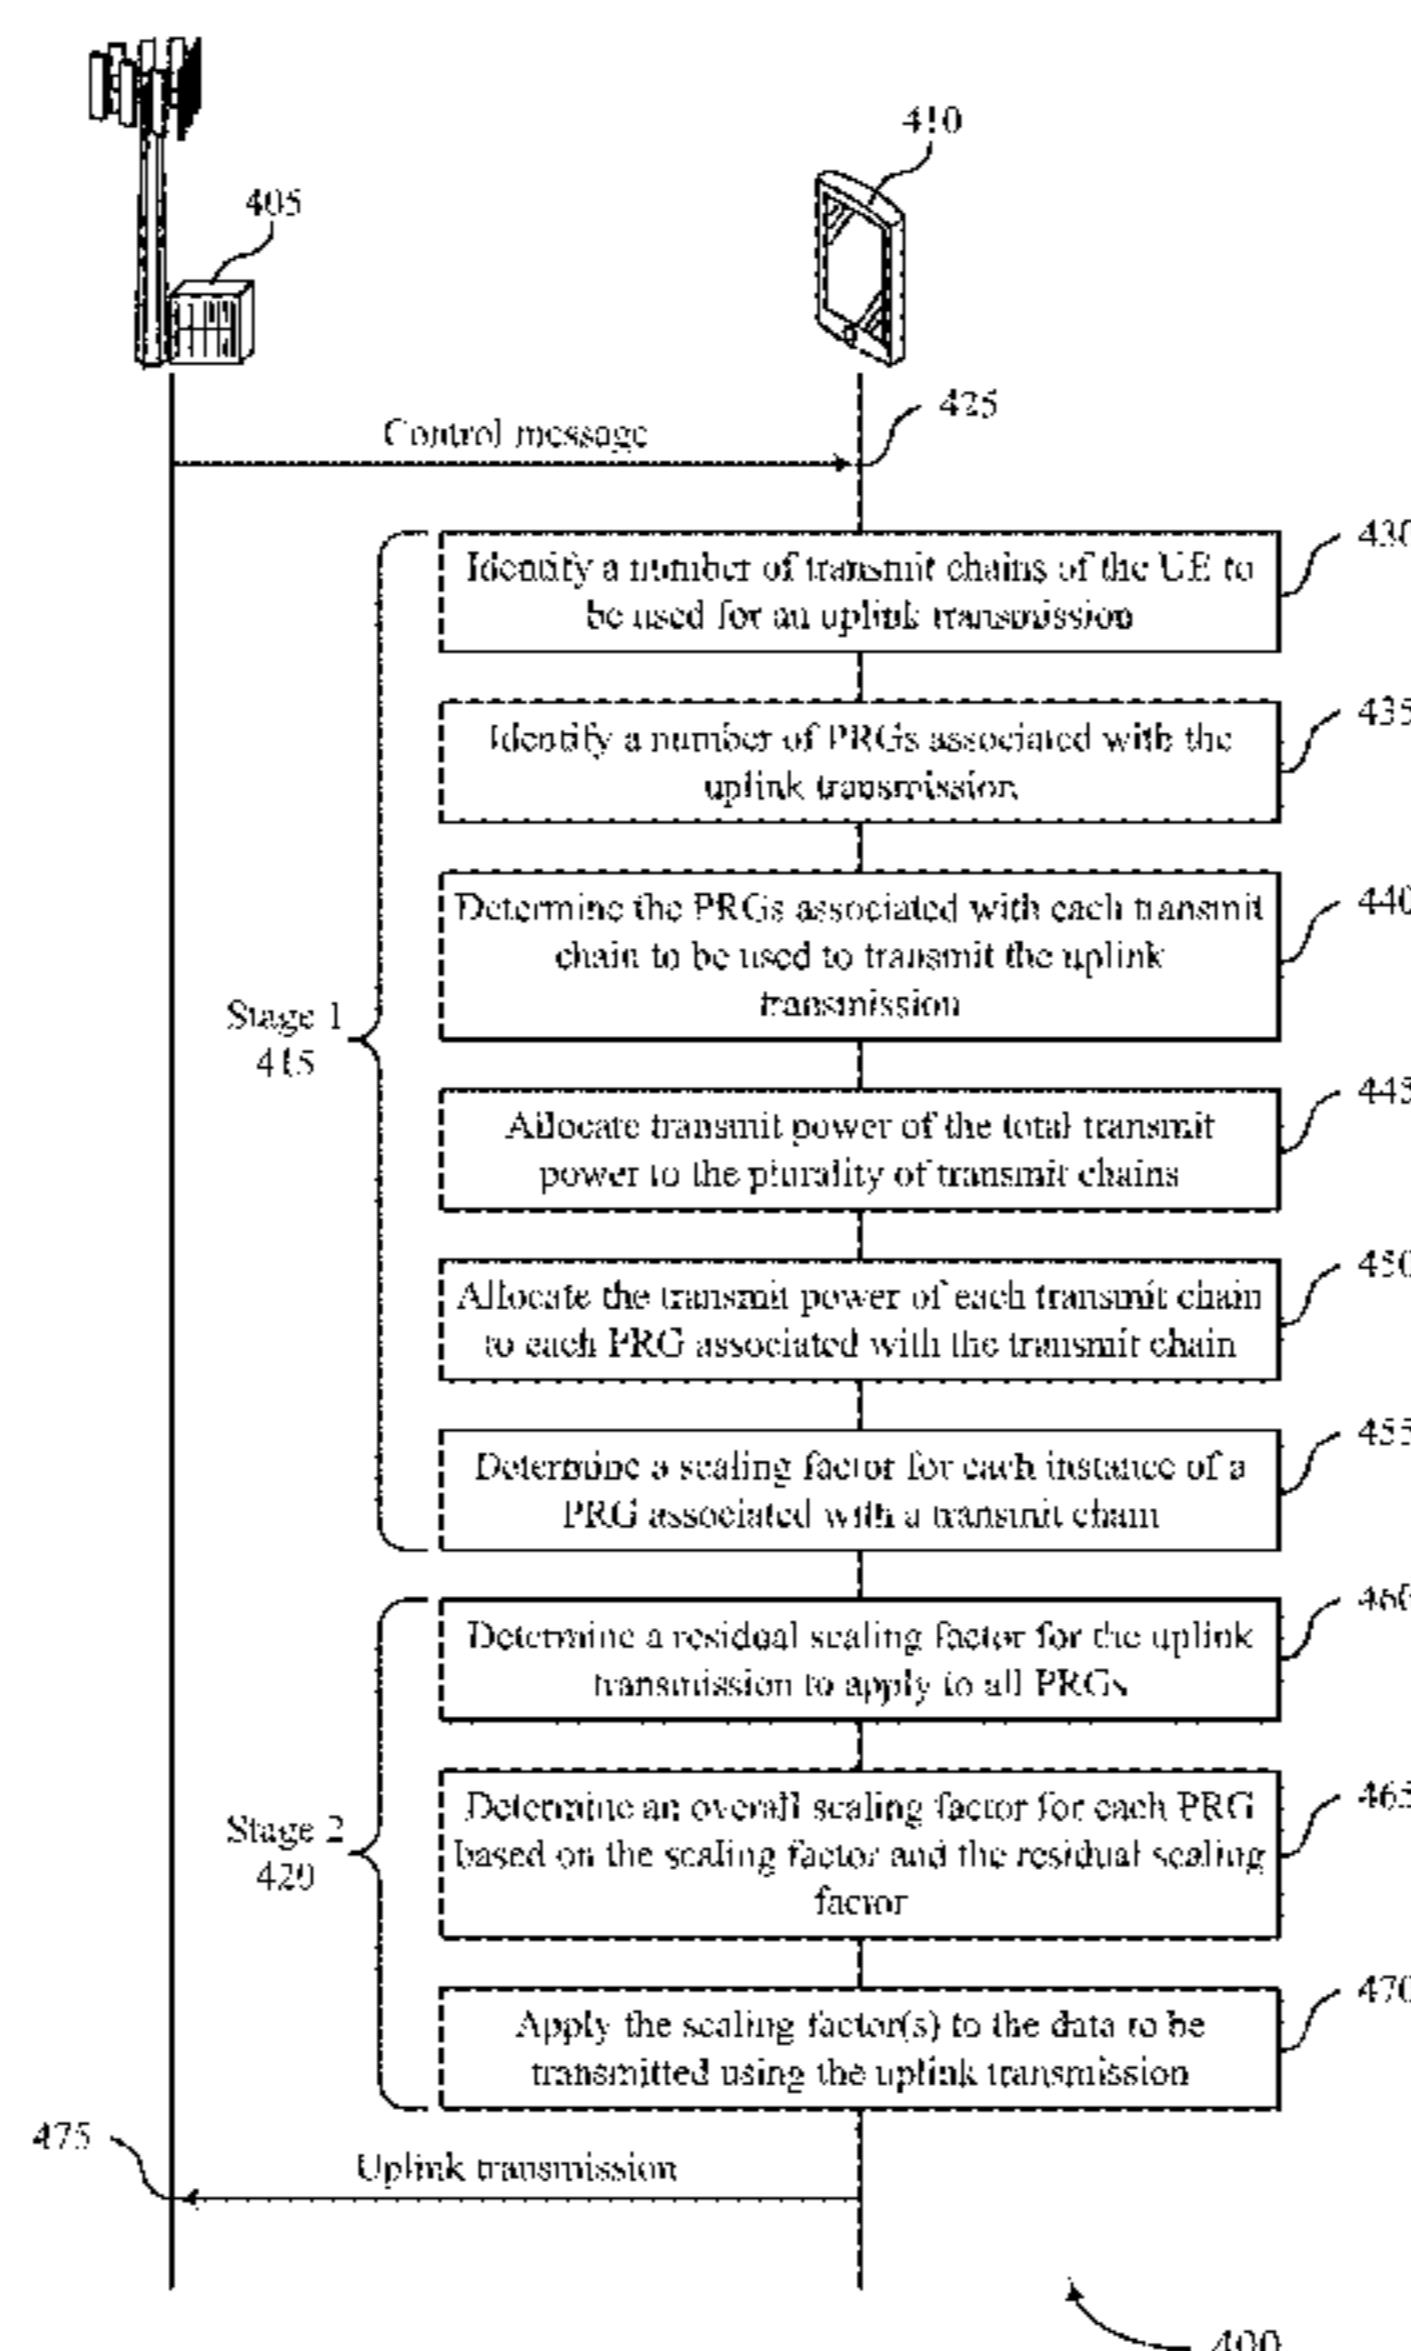 410
405
425
Control message
430
Identify a number of transmit chains of the UE to
be used for an uplink transmission
435
Identify a number of PRGs associated with the
uplink transmission
440
Determine the PRGs associated with each transmit
chain to be used to transmit the uplink
transmission
Stage 1
415
445
Allocate transmit power of the total transmit
power to the plurality of transmit chains
450
Allocate the transmit power of each transmit chain
to each PRG associated with the transmit chain
455
Determine a scaling factor for each instance of a
PRG associated with a transmit chain
460
Determine a residual scaling factor for the uplink
transmission to apply to all PRGs
465
Determine an overall scaling factor for each PRG
based on the scaling factor and the residual scaling
factor
Stage 2
420
470
Apply the scaling factor(s) to the data to be
transmitted using the uplink transmission
475
Uplink transmission
400